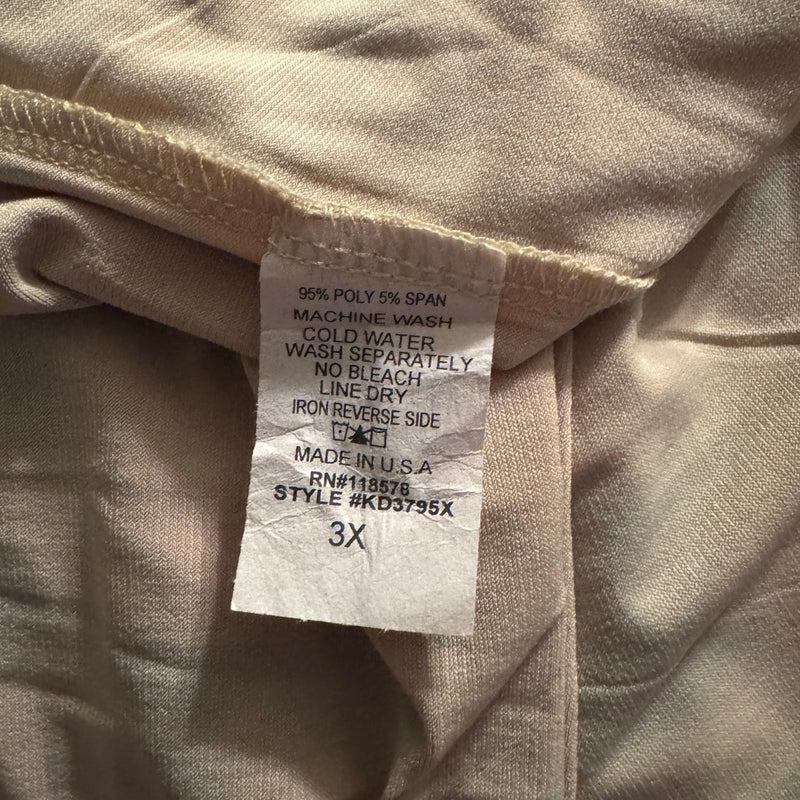 95% POLY 5% SPAN
MACHINE WASH
COLD WATER
WASH SEPARATELY
NO BLEACH
LINE DRY
IRON REVERSE SIDE
MADE IN U.S.A
RN#118578
STYLE #KD3795X
3X